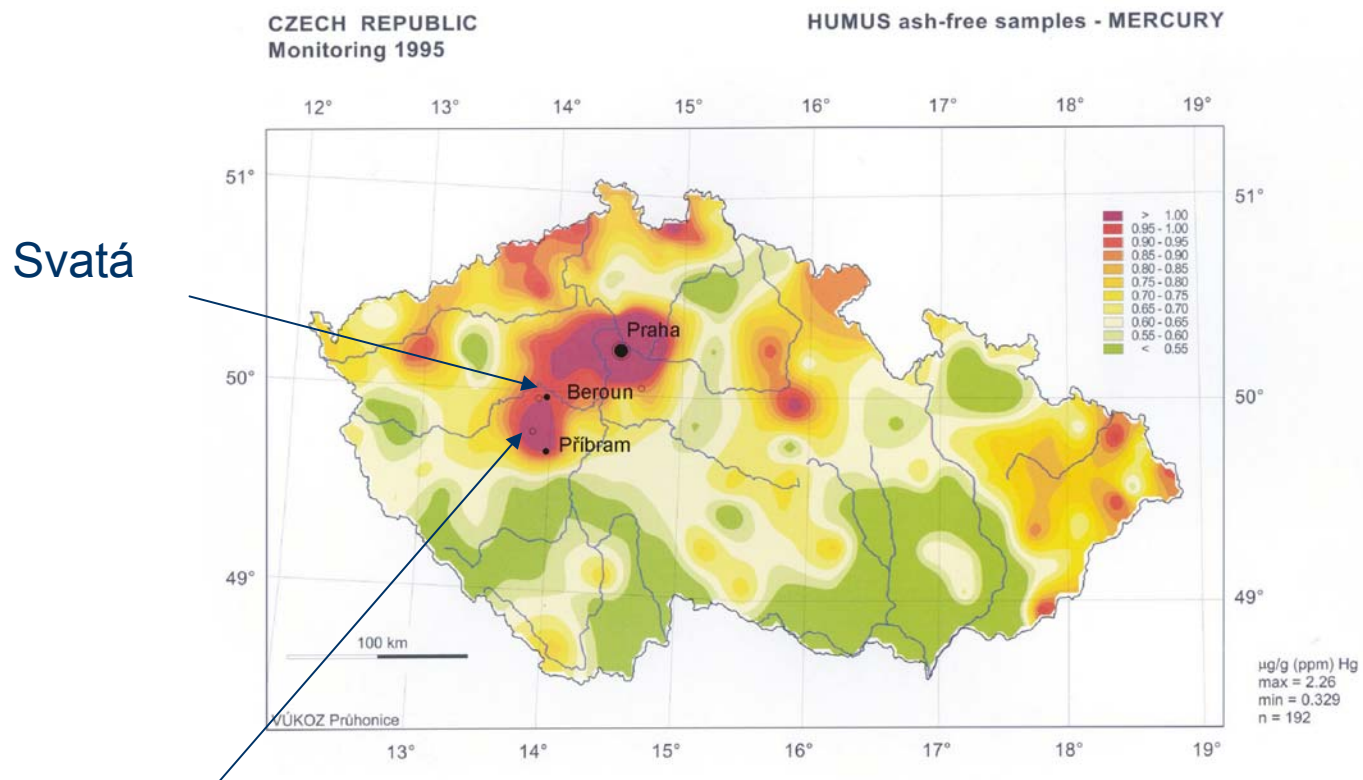 CZECH REPUBLIC
Monitoring 1995
HUMUS ash-free samples - MERCURY
12° 13° 14° 15° 16° 17° 18° 19°
51° 51°
> 1.00
0.95 - 1.00
0.90 - 0.95
0.85 - 0.90
0.80 - 0.85
0.75 - 0.80
0.70 - 0.75
0.65 - 0.70
0.60 - 0.65
0.55 - 0.60
< 0.55
Svatá
Praha
50° 50°
Beroun
Příbram
49° 49°
100 km
µg/g (ppm) Hg
max = 2.26
min = 0.329
n = 192
VÚKOZ Průhonice
13° 14° 15° 16° 17° 18° 19°